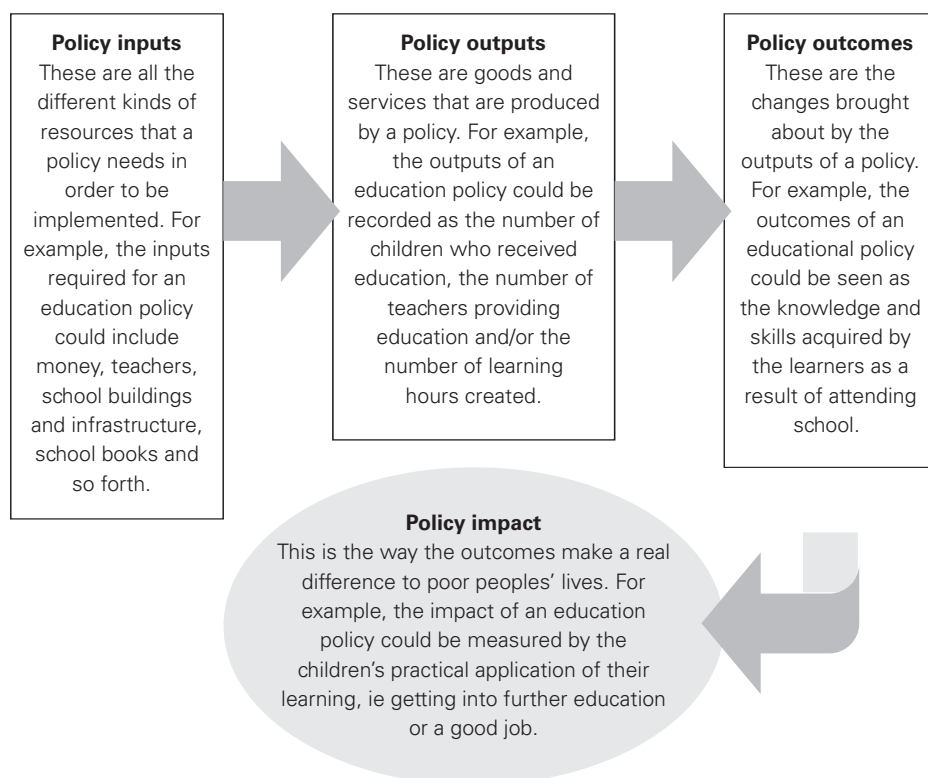 Policy inputs
These are all the
different kinds of
resources that a
policy needs in
order to be
implemented. For
example, the inputs
required for an
education policy
could include
money, teachers,
school buildings
and infrastructure,
school books and
so forth.
Policy outputs
These are goods and
services that are produced
by a policy. For example,
the outputs of an
education policy could be
recorded as the number of
children who received
education, the number of
teachers providing
education and/or the
number of learning
hours created.
Policy outcomes
These are the
changes brought
about by the
outputs of a policy.
For example, the
outcomes of an
educational policy
could be seen as
the knowledge and
skills acquired by
the learners as a
result of attending
school.
Policy impact
This is the way the outcomes make a real
difference to poor peoples’ lives. For
example, the impact of an education
policy could be measured by the
children’s practical application of their
learning, ie getting into further education
or a good job.